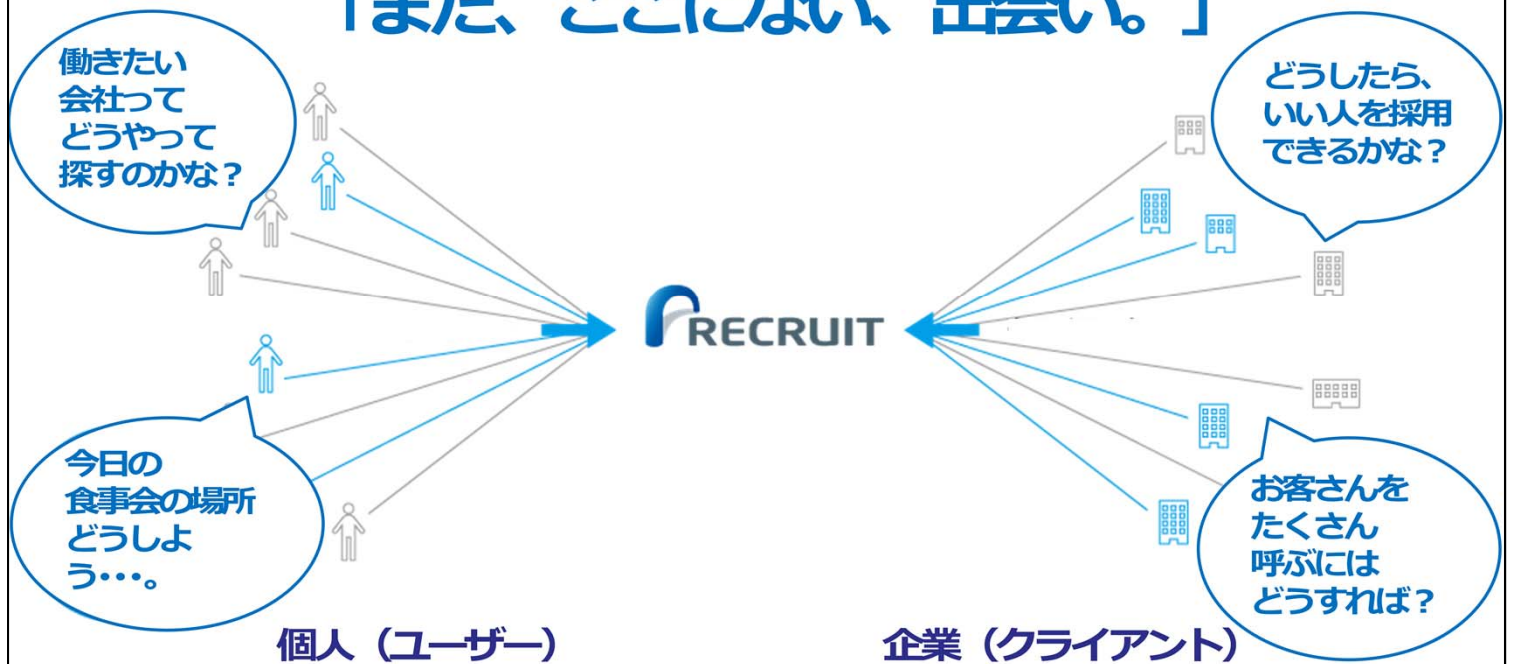 「まだ、ここにない、出会い。」
働きたい
会社って
どうやって
探すのかな？
どうしたら、
いい人を採用
できるかな？
RECRUIT
今日の
食事会の場所
どうしよ
う・・・。
お客さんを
たくさん
呼ぶには
どうすれば？
個人（ユーザー）
企業（クライアント）